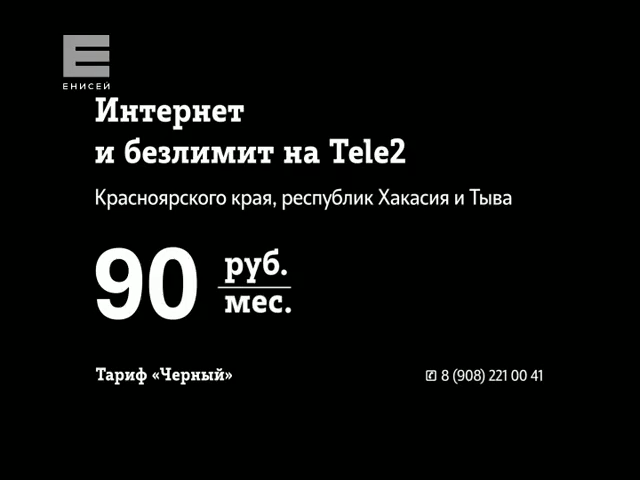 ЕНИСЕЙ
Интернет
и безлимит на Tele2
Красноярского края, республик Хакасия и Тыва
90 руб.
мес.
Тариф «Черный»
✆ 8 (908) 221 00 41